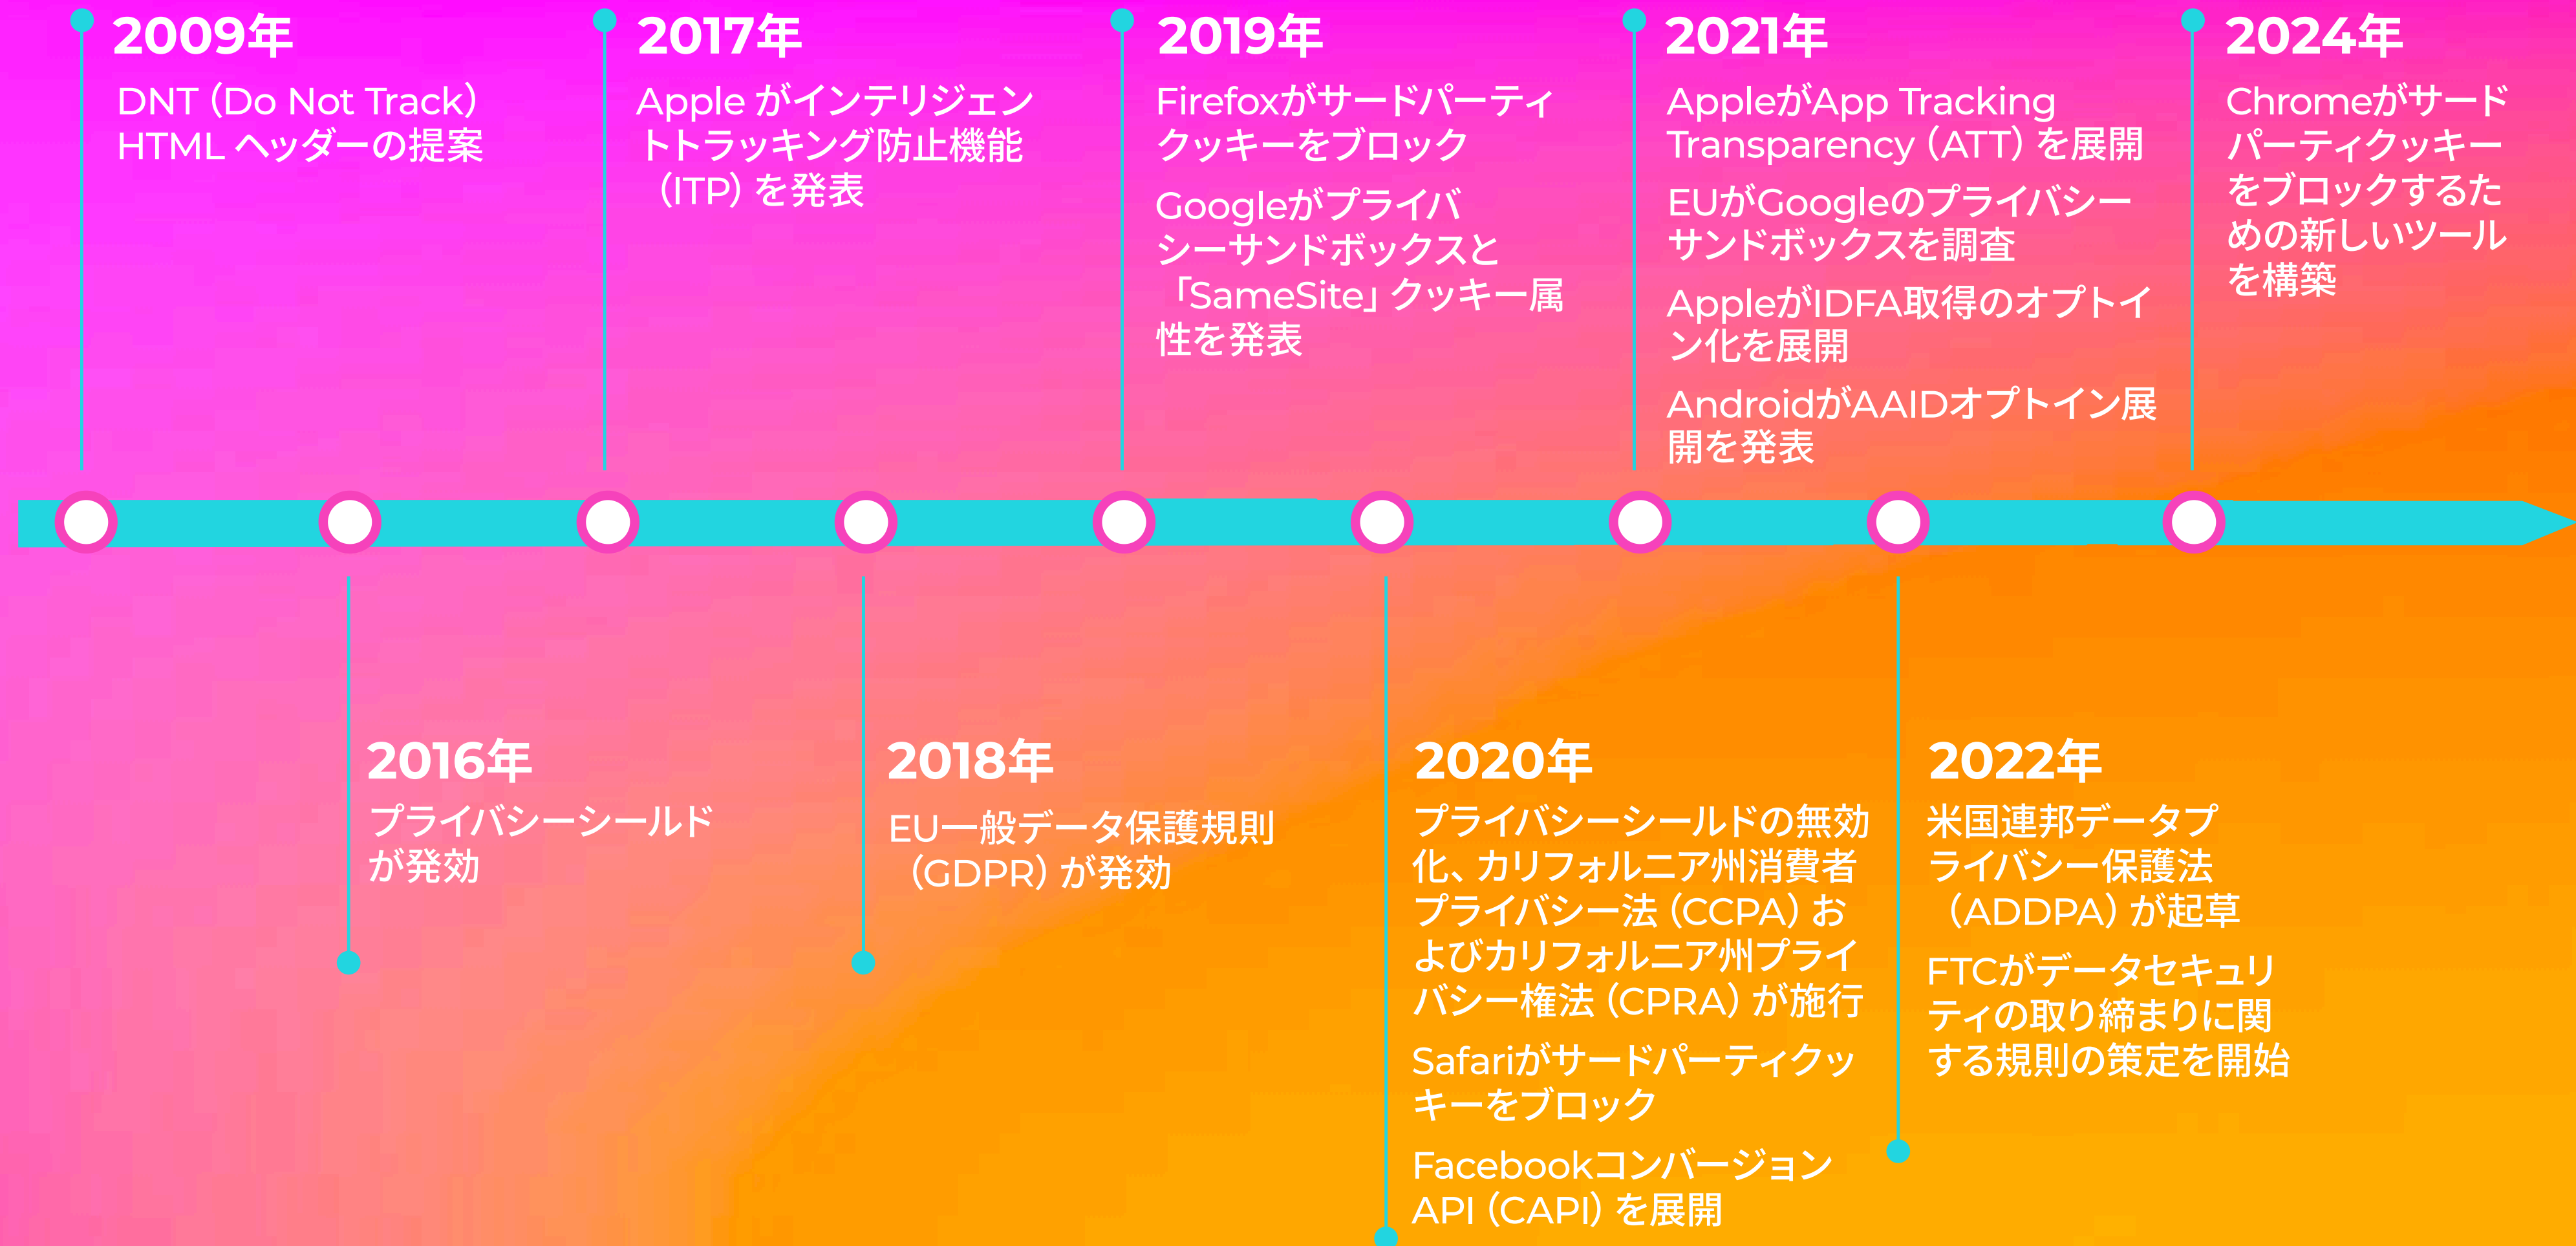 2009年
DNT（Do Not Track）
HTML ヘッダーの提案
2017年
Apple がインテリジェン
トトラッキング防止機能
（ITP）を発表
2019年
Firefoxがサードパーティ
クッキーをブロック
Googleがプライバ
シーサンドボックスと
「SameSite」クッキー属
性を発表
2021年
AppleがApp Tracking
Transparency（ATT）を展開
EUがGoogleのプライバシー
サンドボックスを調査
AppleがIDFA取得のオプトイ
ン化を展開
AndroidがAAIDオプトイン展
開を発表
2024年
Chromeがサード
パーティクッキー
をブロックするた
めの新しいツール
を構築
2016年
プライバシーシールド
が発効
2018年
EU一般データ保護規則
（GDPR）が発効
2020年
プライバシーシールドの無効
化、カリフォルニア州消費者
プライバシー法（CCPA）お
よびカリフォルニア州プライ
バシー権法（CPRA）が施行
Safariがサードパーティクッ
キーをブロック
Facebookコンバージョン
API（CAPI）を展開
2022年
米国連邦データプ
ライバシー保護法
（ADDPA）が起草
FTCがデータセキュリ
ティの取り締まりに関
する規則の策定を開始